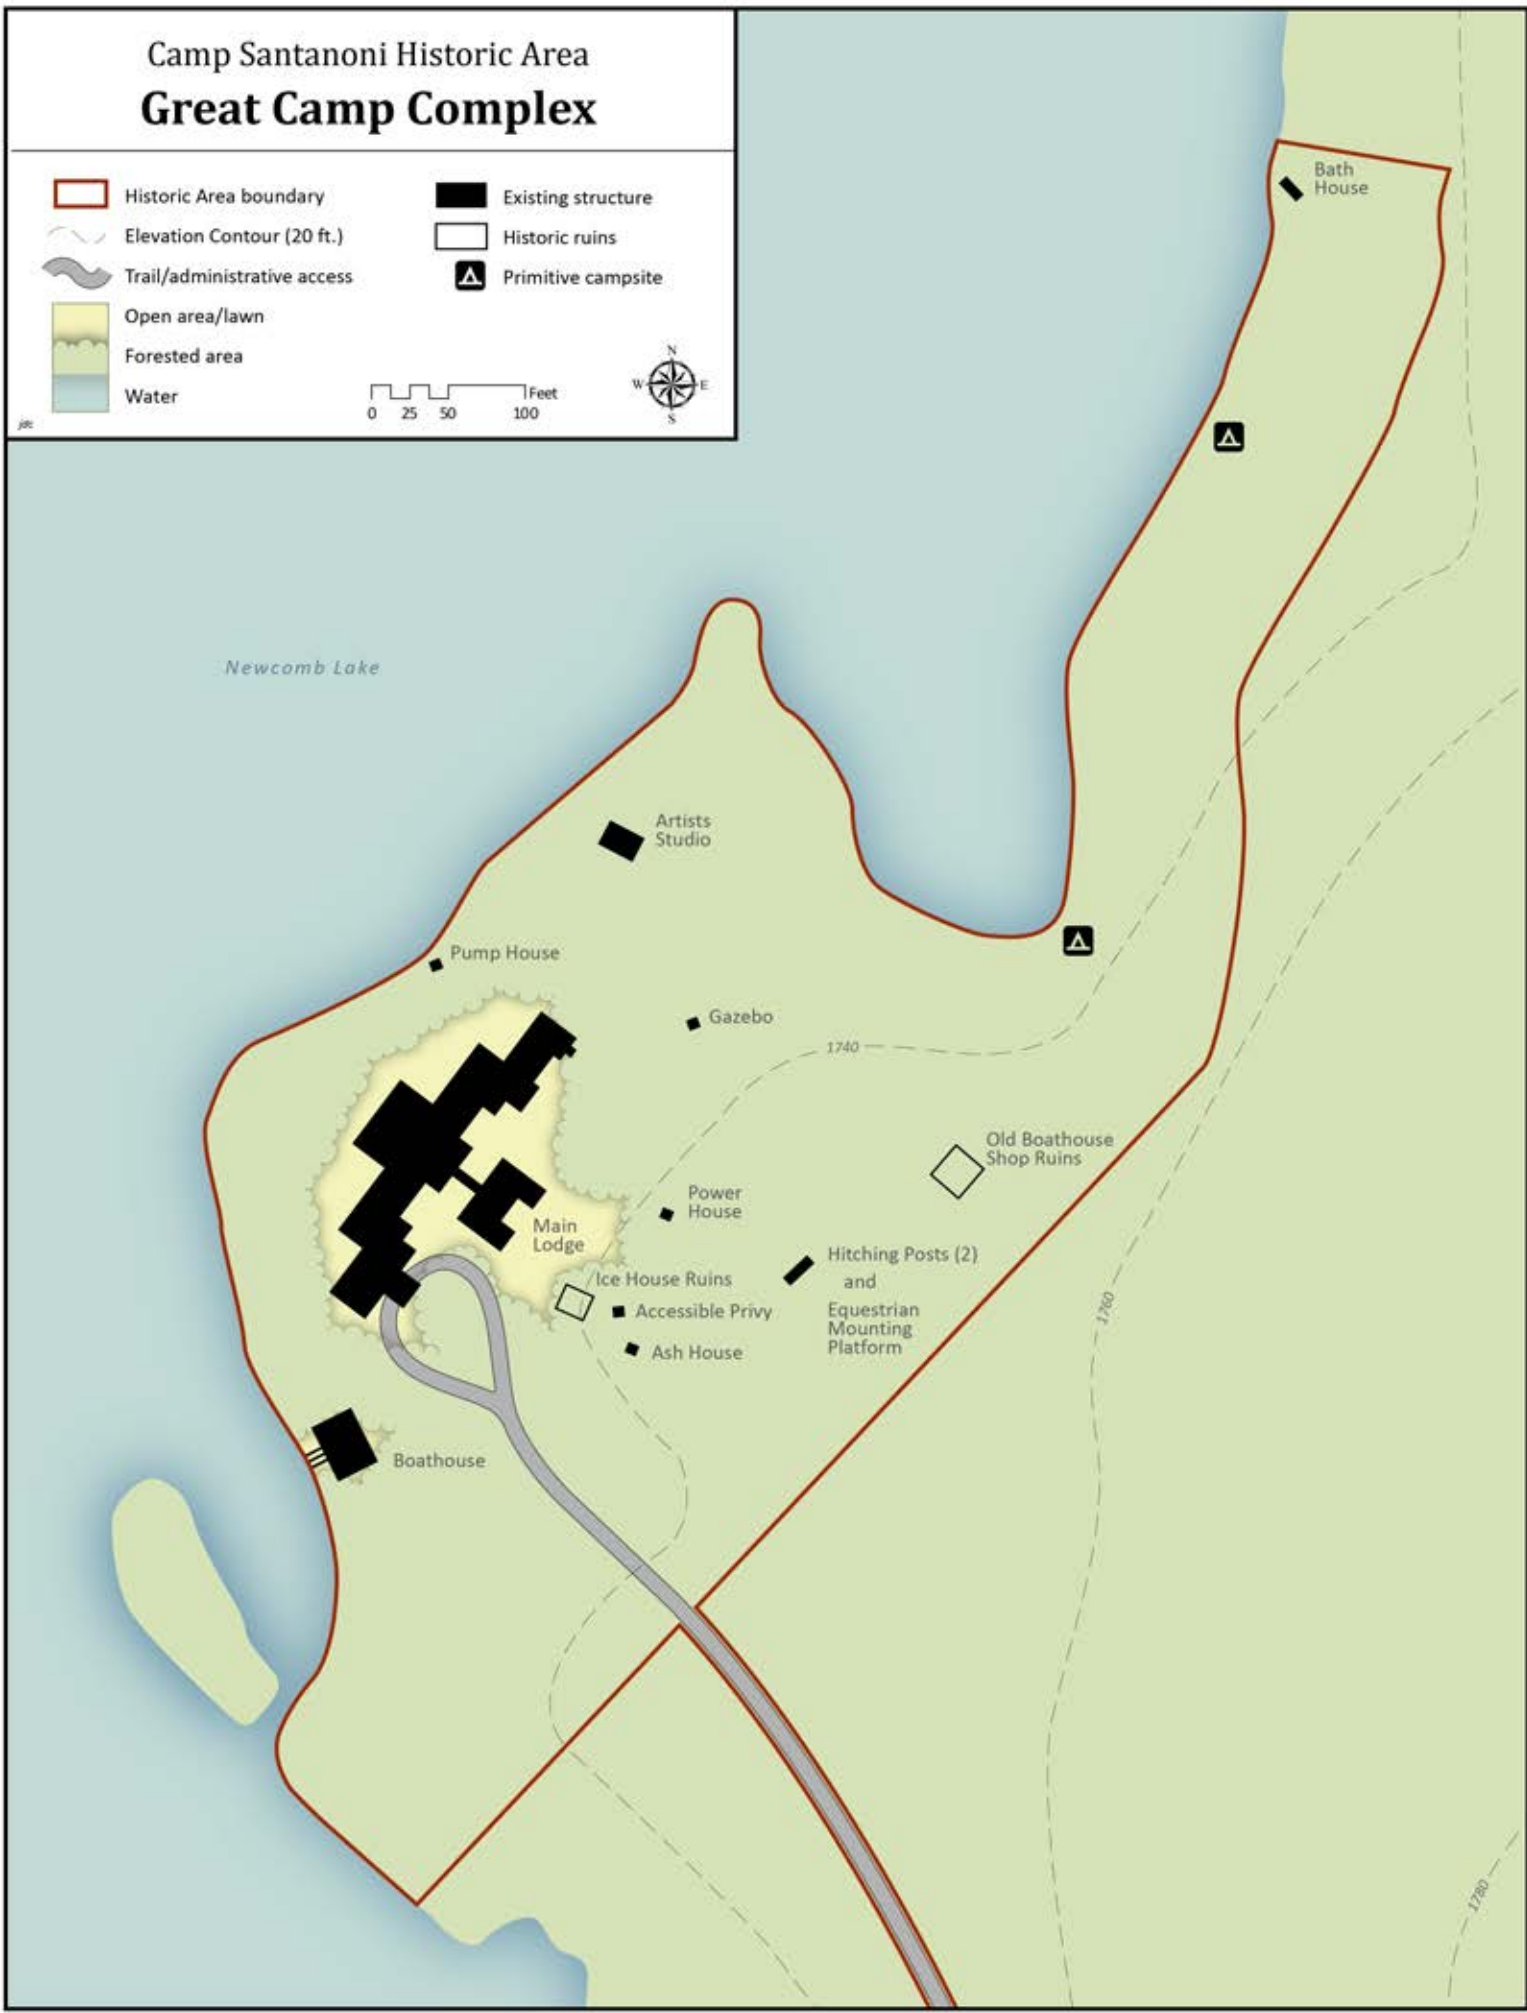 Camp Santanoni Historic Area
Great Camp Complex
Historic Area boundary
Elevation Contour (20 ft.)
Trail/administrative access
Open area/lawn
Forested area
Water
Existing structure
Historic ruins
Primitive campsite
N
W
E
S
Feet
0 25 50 100
jdc
Bath
House
Newcomb Lake
Artists
Studio
Pump House
Gazebo
1740
Old Boathouse
Shop Ruins
Power
House
Main
Lodge
Hitching Posts (2)
and
Equestrian
Mounting
Platform
Ice House Ruins
Accessible Privy
Ash House
1760
Boathouse
1780